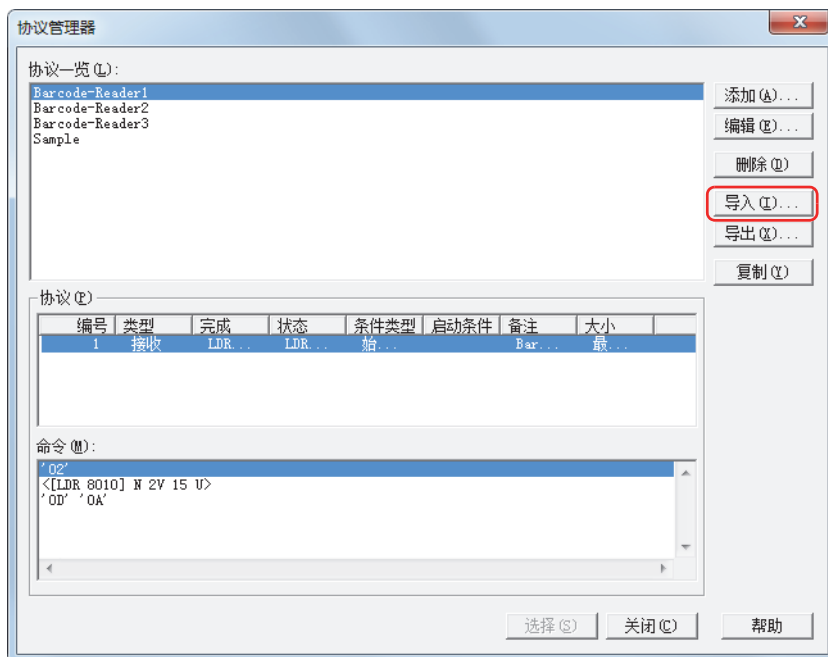 协议管理器
协议一览(L):
Barcode-Reader1
Barcode-Reader2
Barcode-Reader3
Sample
添加(A)...
编辑(E)...
删除(D)
导入(I)...
导出(X)...
复制(Y)
协议(P)
编号 类型 完成 状态 条件类型 启动条件 备注 大小
1 接收 LDR... LDR... 始... Bar... 最...
命令(M):
'02'
<[LDR 8010] N 2V 15 U>
'0D' '0A'
选择(S) 关闭(C) 帮助